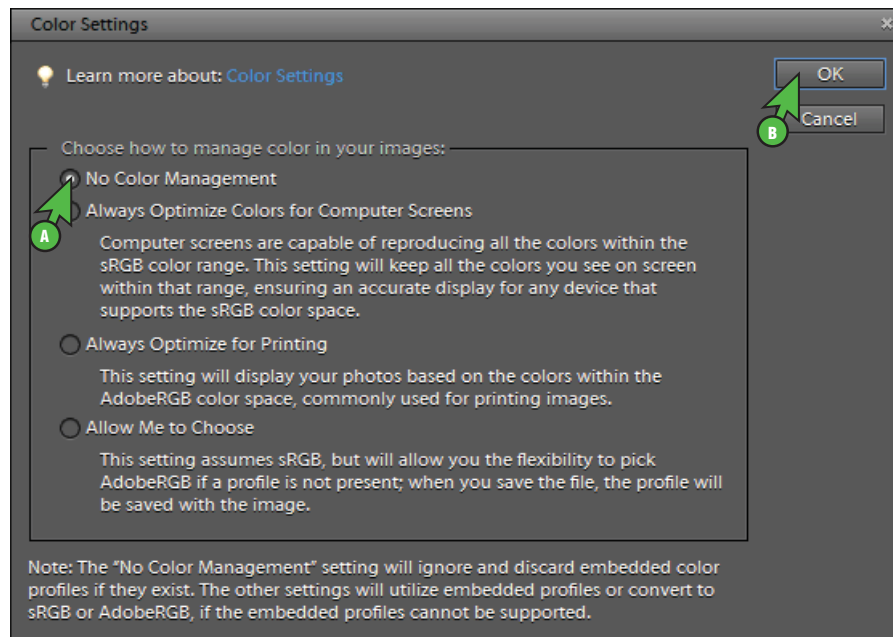 Color Settings
Learn more about: Color Settings
OK
B
Cancel
Choose how to manage color in your images:
No Color Management
A
Always Optimize Colors for Computer Screens
Computer screens are capable of reproducing all the colors within the
sRGB color range. This setting will keep all the colors you see on screen
within that range, ensuring an accurate display for any device that
supports the sRGB color space.
Always Optimize for Printing
This setting will display your photos based on the colors within the
AdobeRGB color space, commonly used for printing images.
Allow Me to Choose
This setting assumes sRGB, but will allow you the flexibility to pick
AdobeRGB if a profile is not present; when you save the file, the profile will
be saved with the image.
Note: The “No Color Management” setting will ignore and discard embedded color
profiles if they exist. The other settings will utilize embedded profiles or convert to
sRGB or AdobeRGB, if the embedded profiles cannot be supported.